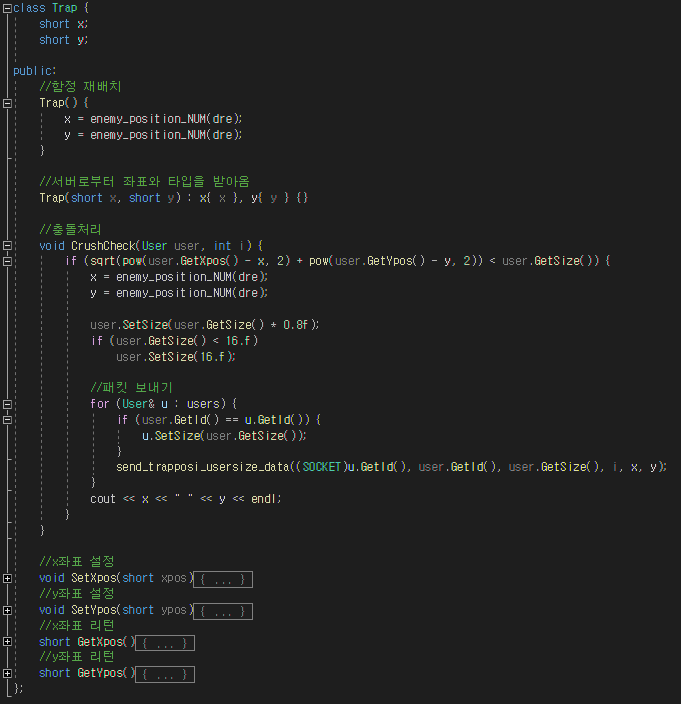 class Trap {
short x;
short y;
public:
//함정 재배치
Trap() {
x = enemy_position_NUM(dre);
y = enemy_position_NUM(dre);
}
//서버로부터 좌표와 타입을 받아옴
Trap(short x, short y) : x{ x }, y{ y } {}
//충돌처리
void CrushCheck(User user, int i) {
if (sqrt(pow(user.GetXpos() - x, 2) + pow(user.GetYpos() - y, 2)) < user.GetSize()) {
x = enemy_position_NUM(dre);
y = enemy_position_NUM(dre);
user.SetSize(user.GetSize() * 0.8f);
if (user.GetSize() < 16.f)
user.SetSize(16.f);
//패킷 보내기
for (User& u : users) {
if (user.GetId() == u.GetId()) {
u.SetSize(user.GetSize());
}
send_trapposi_usersize_data((SOCKET)u.GetId(), user.GetId(), user.GetSize(), i, x, y);
}
cout << x << " " << y << endl;
}
}
//x좌표 설정
void SetXpos(short xpos) { ... }
//y좌표 설정
void SetYpos(short ypos) { ... }
//x좌표 리턴
short GetXpos() { ... }
//y좌표 리턴
short GetYpos() { ... }
};